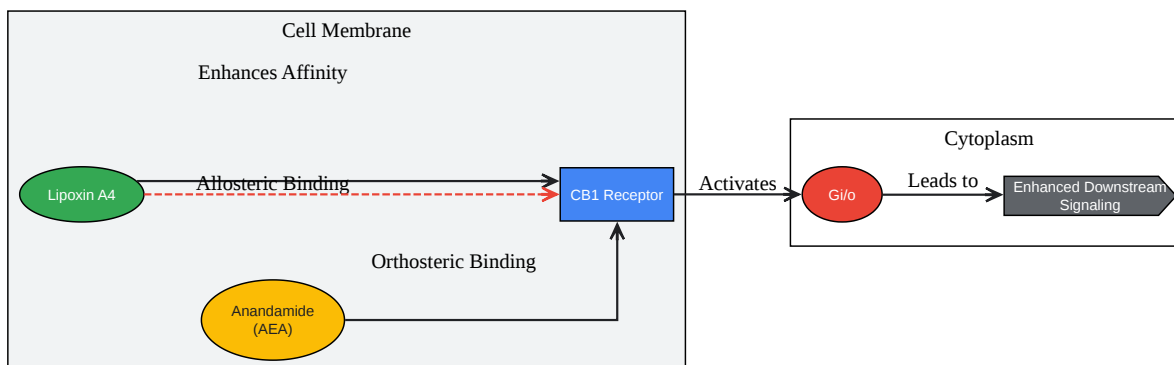 Cell Membrane
Enhances Affinity
Cytoplasm
Lipoxin A4
Allosteric Binding
CB1 Receptor
Activates
Gi/o
Leads to
Enhanced Downstream
Signaling
Orthosteric Binding
Anandamide
(AEA)